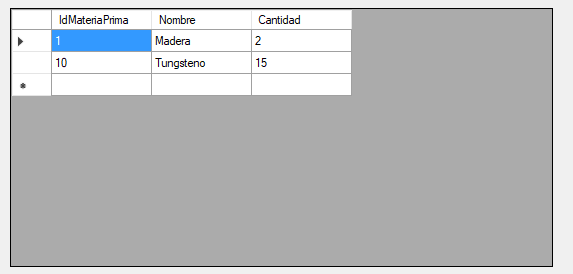 IdMateriaPrima Nombre Cantidad
1 Madera 2
10 Tungsteno 15